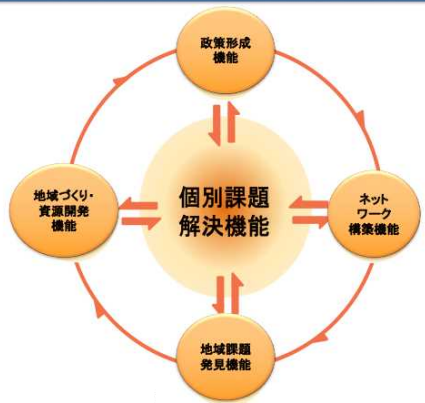 政策形成
機能
個別課題
解決機能
地域づくり・
資源開発
機能
ネット
ワーク
構築機能
地域課題
発見機能